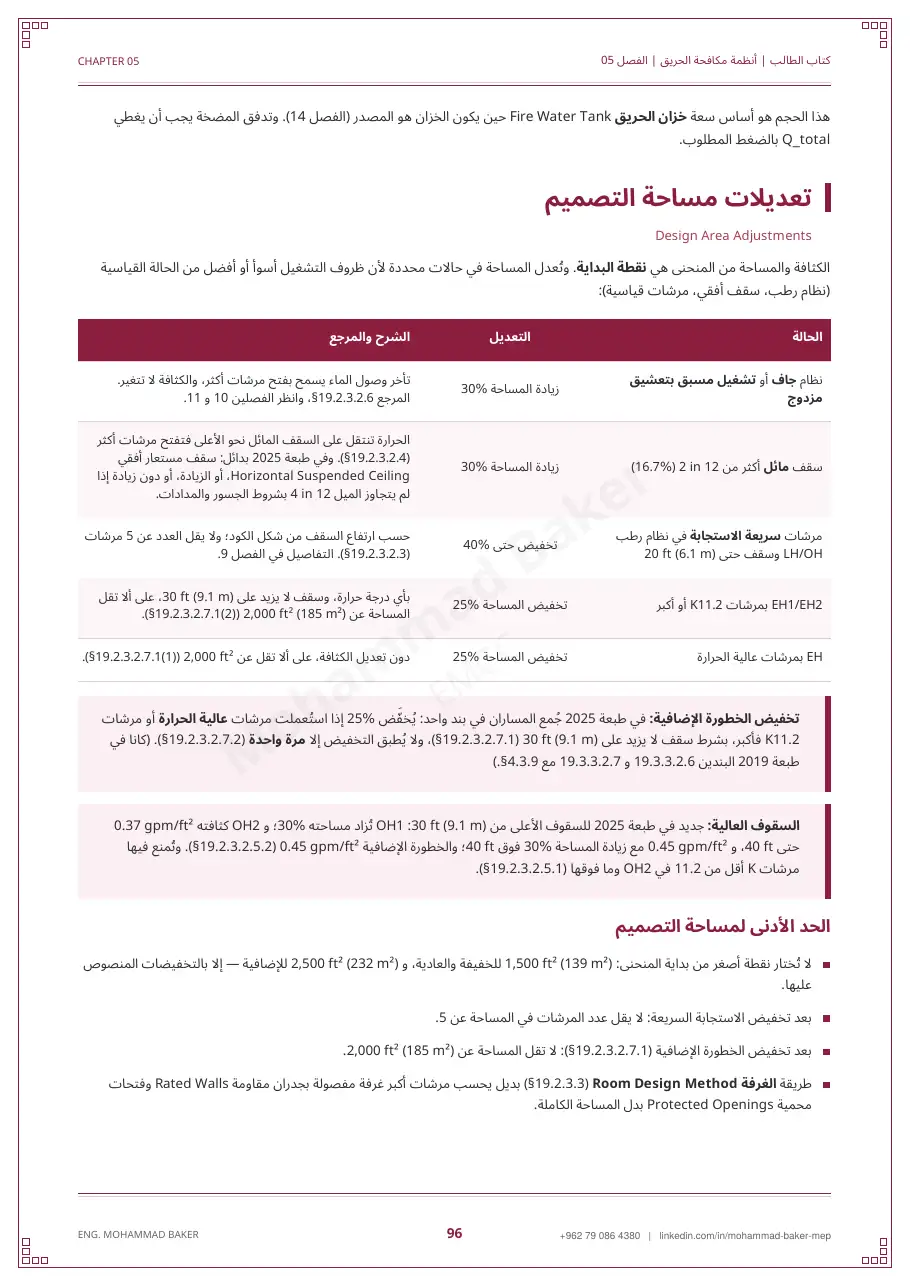 كتاب الطالب | أنظمة مكافحة الحريق | الفصل 05
CHAPTER 05
هذا الحجم هو أساس سعة خزان الحريق Fire Water Tank حين يكون الخزان هو المصدر (الفصل 14). وتدفق المضخة يجب أن يغطي
Q_total بالضغط المطلوب.
تعديلات مساحة التصميم
Design Area Adjustments
الكثافة والمساحة من المنحنى هي نقطة البداية. وتُعدل المساحة في حالات محددة لأن ظروف التشغيل أسوأ أو أفضل من الحالة القياسية
(نظام رطب، سقف أفقي، مرشات قياسية):
الحالة | التعديل | الشرح والمرجع
نظام جاف أو تشغيل مسبق بتعشيق
مزدوج
زيادة المساحة 30%
تأخر وصول الماء يسمح بفتح مرشات أكثر، والكثافة لا تتغير.
المرجع §19.2.3.2.6، وانظر الفصلين 10 و 11.
سقف مائل أكثر من 2 in 12 (16.7%)
زيادة المساحة 30%
الحرارة تنتقل على السقف المائل نحو الأعلى فتفتح مرشات أكثر
(§19.2.3.2.4). وفي طبعة 2025 بدائل: سقف مستعار أفقي
Horizontal Suspended Ceiling، أو الزيادة، أو دون زيادة إذا
لم يتجاوز الميل 4 in 12 بشروط الجسور والمدادات.
مرشات سريعة الاستجابة في نظام رطب
LH/OH وسقف حتى 20 ft (6.1 m)
تخفيض حتى 40%
حسب ارتفاع السقف من شكل الكود؛ ولا يقل العدد عن 5 مرشات
(§19.2.3.2.3). التفاصيل في الفصل 9.
EH1/EH2 بمرشات K11.2 أو أكبر
تخفيض المساحة 25%
بأي درجة حرارة، وسقف لا يزيد على 30 ft (9.1 m)، على ألا تقل
المساحة عن 2,000 ft² (185 m²) (§19.2.3.2.7.1(2)).
EH بمرشات عالية الحرارة
تخفيض المساحة 25%
دون تعديل الكثافة، على ألا تقل عن 2,000 ft² (§19.2.3.2.7.1(1)).
تخفيض الخطورة الإضافية: في طبعة 2025 جُمع المساران في بند واحد: يُخفَّض 25% إذا استُعملت مرشات عالية الحرارة أو مرشات
K11.2 فأكبر، بشرط سقف لا يزيد على 30 ft (9.1 m) (§19.2.3.2.7.1)، ولا يُطبق التخفيض إلا مرة واحدة (§19.2.3.2.7.2). (كانا في
طبعة 2019 البندين 19.3.3.2.6 و 19.3.3.2.7 مع §4.3.9.)
السقوف العالية: جديد في طبعة 2025 للسقوف الأعلى من 30 ft (9.1 m): OH1 تُزاد مساحته 30%؛ و OH2 كثافته 0.37 gpm/ft²
حتى 40 ft، و 0.45 gpm/ft² مع زيادة المساحة 30% فوق 40 ft؛ والخطورة الإضافية 0.45 gpm/ft² (§19.2.3.2.5.2). وتُمنع فيها
مرشات K أقل من 11.2 في OH2 وما فوقها (§19.2.3.2.5.1).
الحد الأدنى لمساحة التصميم
▪ لا تُختار نقطة أصغر من بداية المنحنى: 1,500 ft² (139 m²) للخفيفة والعادية، و 2,500 ft² (232 m²) للإضافية — إلا بالتخفيضات المنصوص
عليها.
▪ بعد تخفيض الاستجابة السريعة: لا يقل عدد المرشات في المساحة عن 5.
▪ بعد تخفيض الخطورة الإضافية (§19.2.3.2.7.1): لا تقل المساحة عن 2,000 ft² (185 m²).
▪ طريقة الغرفة Room Design Method (§19.2.3.3) بديل يحسب مرشات أكبر غرفة مفصولة بجدران مقاومة Rated Walls وفتحات
محمية Protected Openings بدل المساحة الكاملة.
Mohammad Baker
ENG. MOHAMMAD BAKER
96
+962 79 086 4380 | linkedin.com/in/mohammad-baker-mep